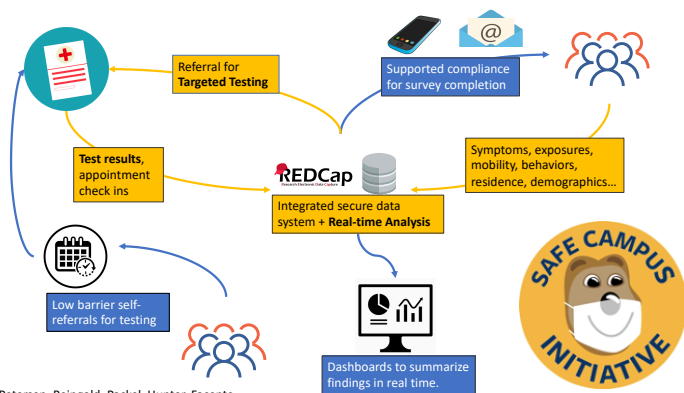 Referral for
Targeted Testing
@
Supported compliance
for survey completion
Test results,
appointment
check ins
REDCap
Research Electronic Data Capture
Symptoms, exposures,
mobility, behaviors,
residence, demographics…
Integrated secure data
system + Real-time Analysis
SAFE CAMPUS
INITIATIVE
Low barrier self-
referrals for testing
Dashboards to summarize
findings in real time.